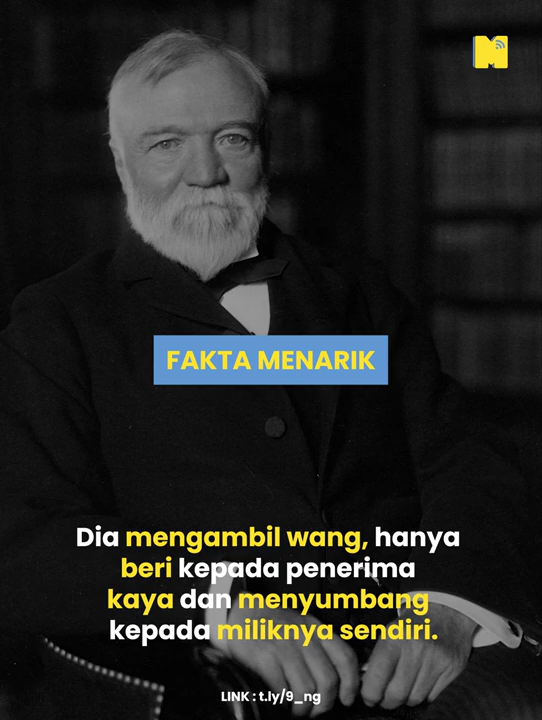 FAKTA MENARIK
Dia mengambil wang, hanya
beri kepada penerima
kaya dan menyumbang
kepada miliknya sendiri.
LINK : t.ly/9_ng